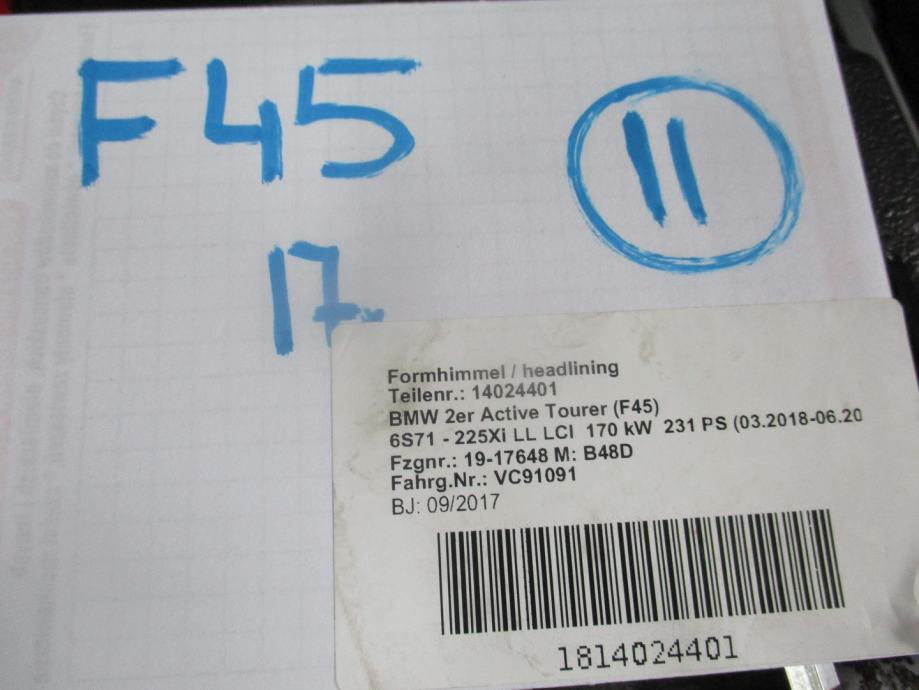 F45
11
17
Formhimmel / headlining
Teilenr.: 14024401
BMW 2er Active Tourer (F45)
6S71 - 225Xi LL LCI 170 kW 231 PS (03.2018-06.20
Fzgnr.: 19-17648 M: B48D
Fahrg.Nr.: VC91091
BJ: 09/2017
1814024401